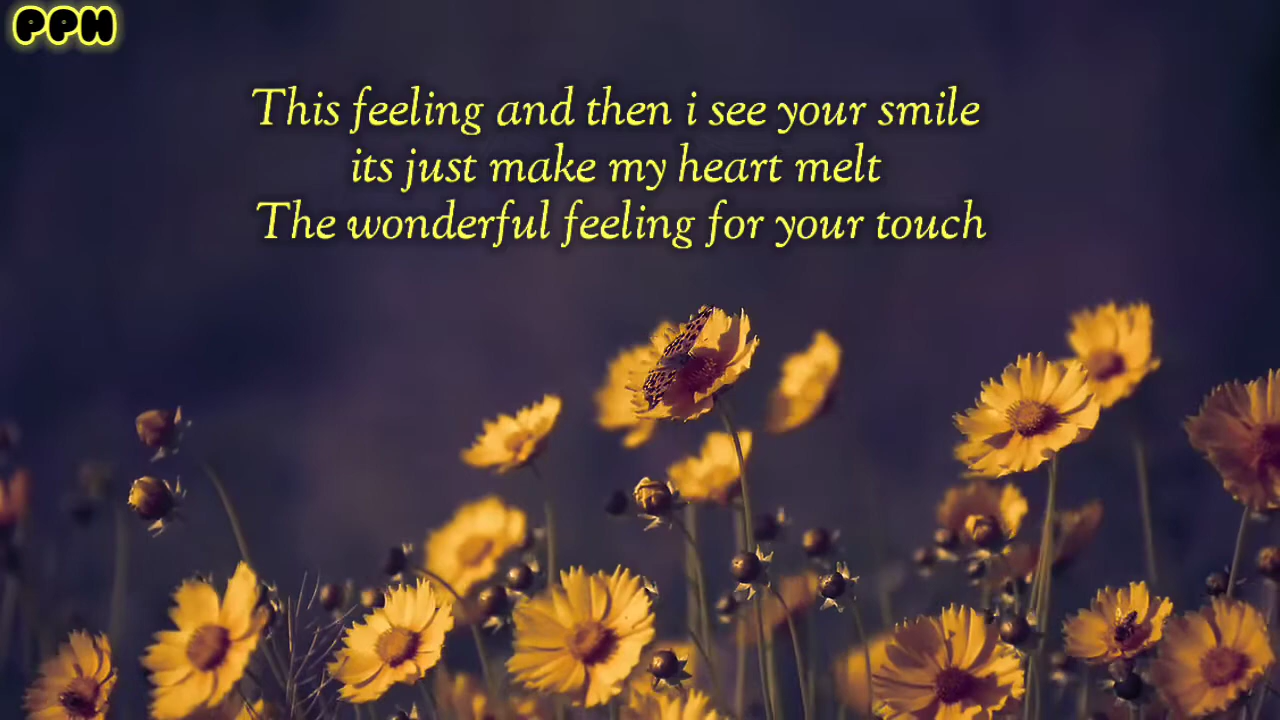 PPH
This feeling and then i see your smile
its just make my heart melt
The wonderful feeling for your touch